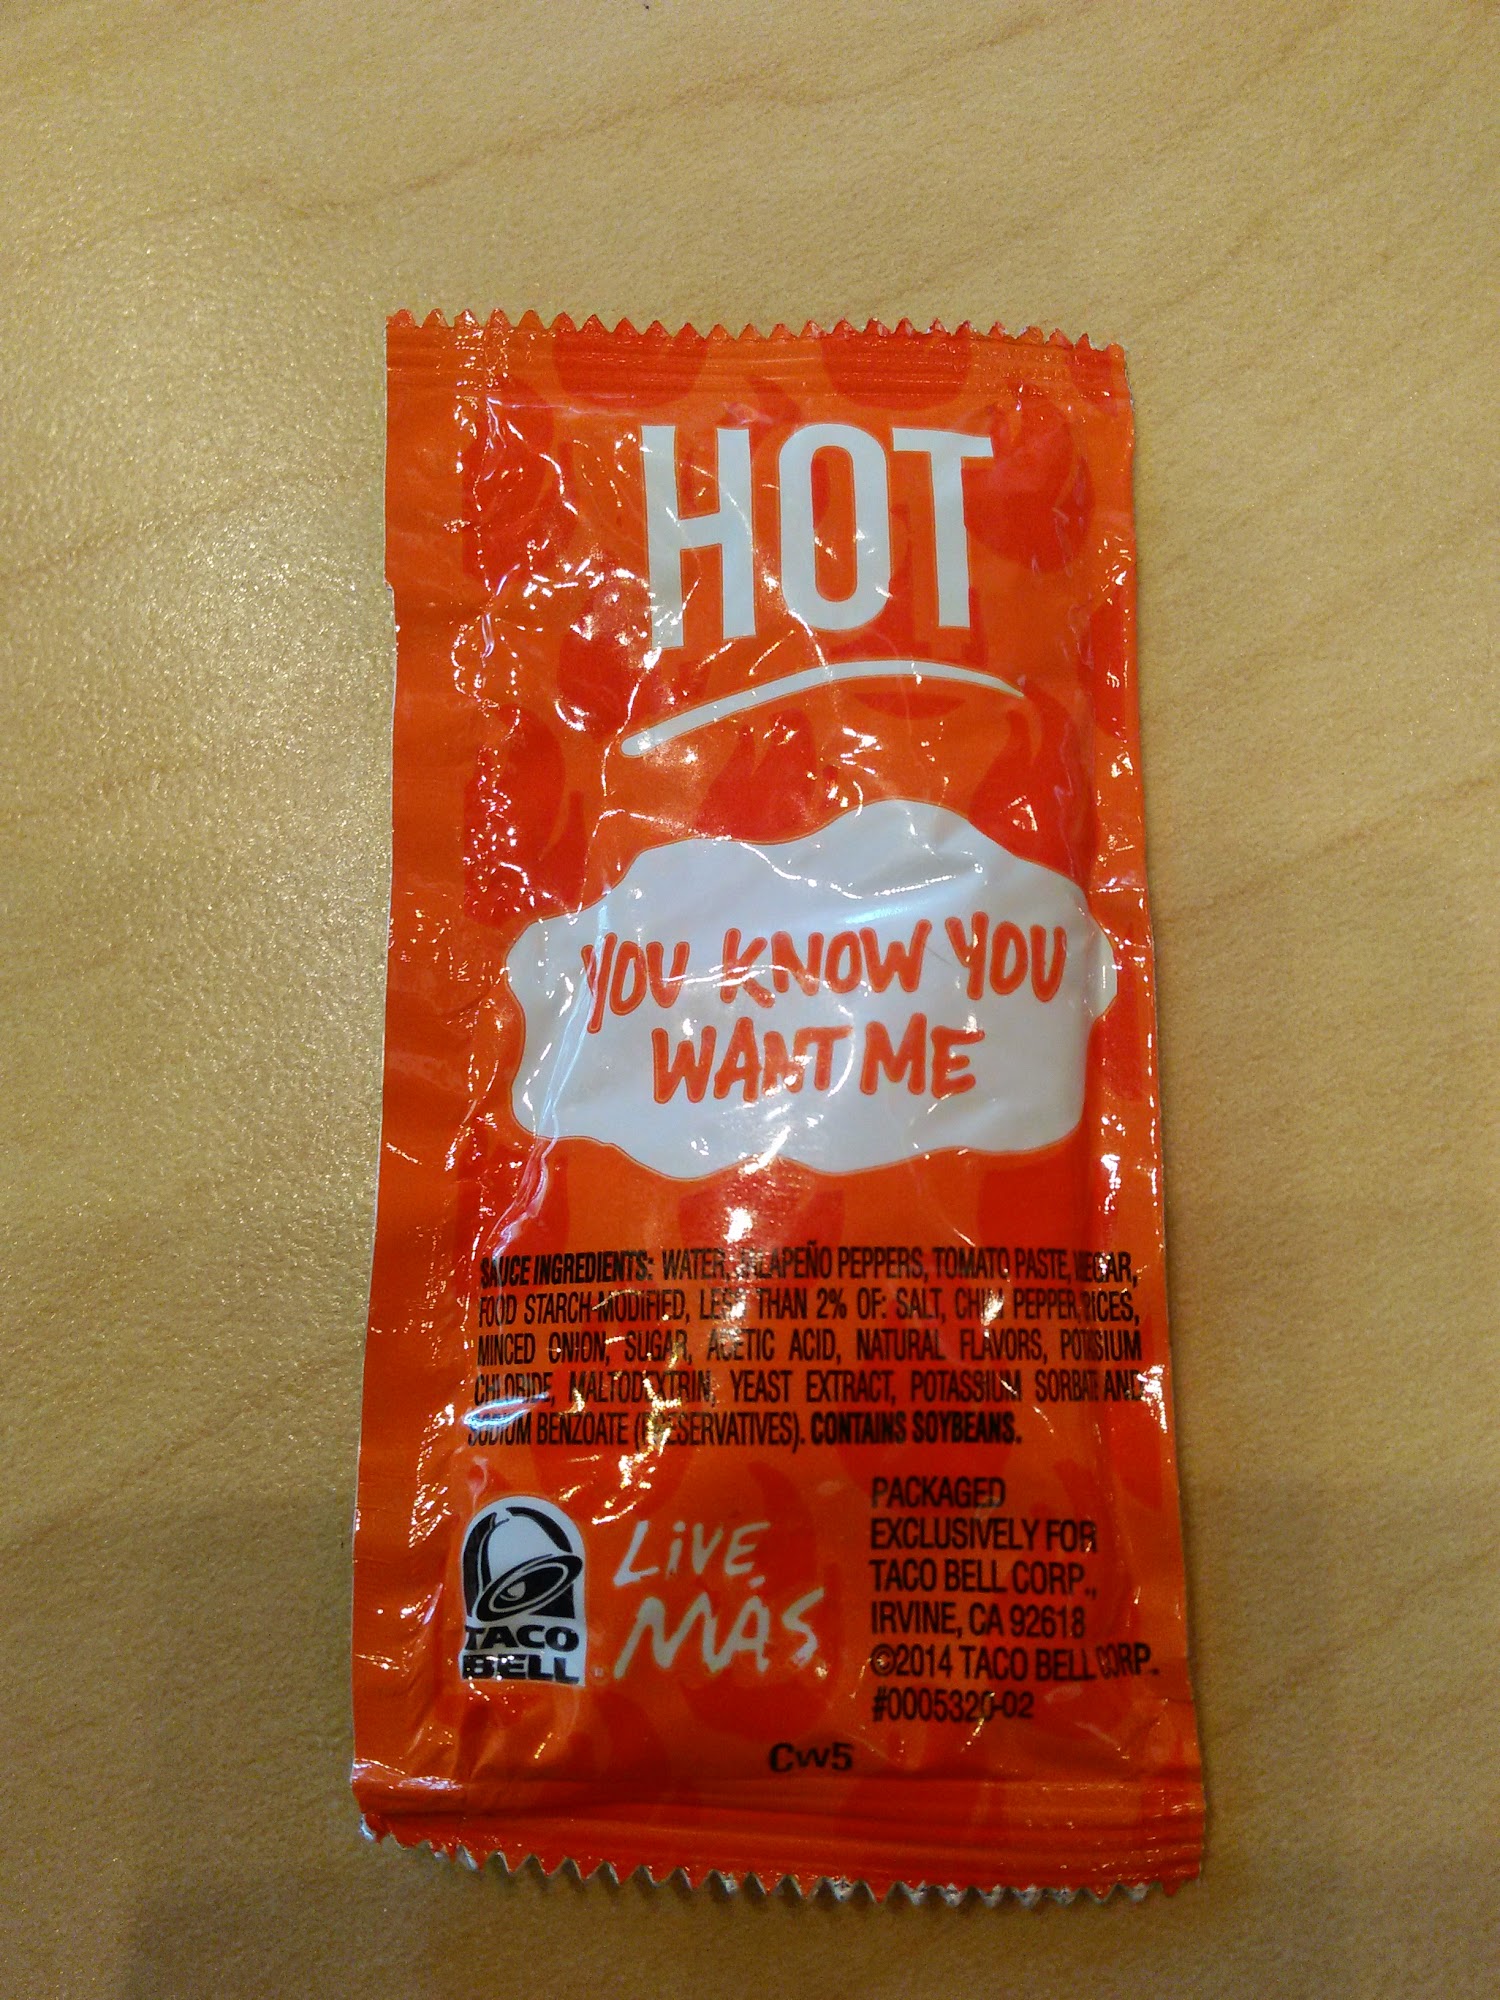 HOT
YOU KNOW YOU
WANT ME
SAUCE INGREDIENTS: WATER, JALAPEÑO PEPPERS, TOMATO PASTE,
FOOD STARCH-MODIFIED, LESS THAN 2% OF: SALT, CHILI PEPPER,
MINCED ONION, SUGAR, ACETIC ACID, NATURAL FLAVORS, POTASSIUM
CHLORIDE, MALTODEXTRIN, YEAST EXTRACT, POTASSIUM SORBATE AND
SODIUM BENZOATE (PRESERVATIVES). CONTAINS SOYBEANS.
TACO
BELL
LIVE
MÁS
PACKAGED
EXCLUSIVELY FOR
TACO BELL CORP.,
IRVINE, CA 92618
©2014 TACO BELL CORP.
#0005320-02
CW5